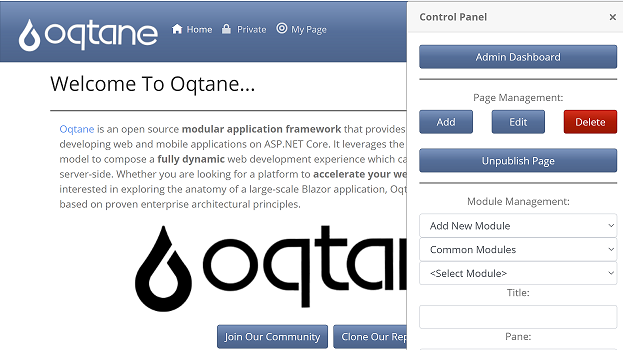 oqtane
Home
Private
My Page
Control Panel
×
Welcome To Oqtane...
Admin Dashboard
Page Management:
Add
Edit
Delete
Unpublish Page
Oqtane is an open source modular application framework that provides
developing web and mobile applications on ASP.NET Core. It leverages the
model to compose a fully dynamic web development experience which ca
server-side. Whether you are looking for a platform to accelerate your we
interested in exploring the anatomy of a large-scale Blazor application, Oqt
based on proven enterprise architectural principles.
oqtane
Join Our Community
Clone Our Rep
Module Management:
Add New Module
Common Modules
<Select Module>
Title:
Pane: